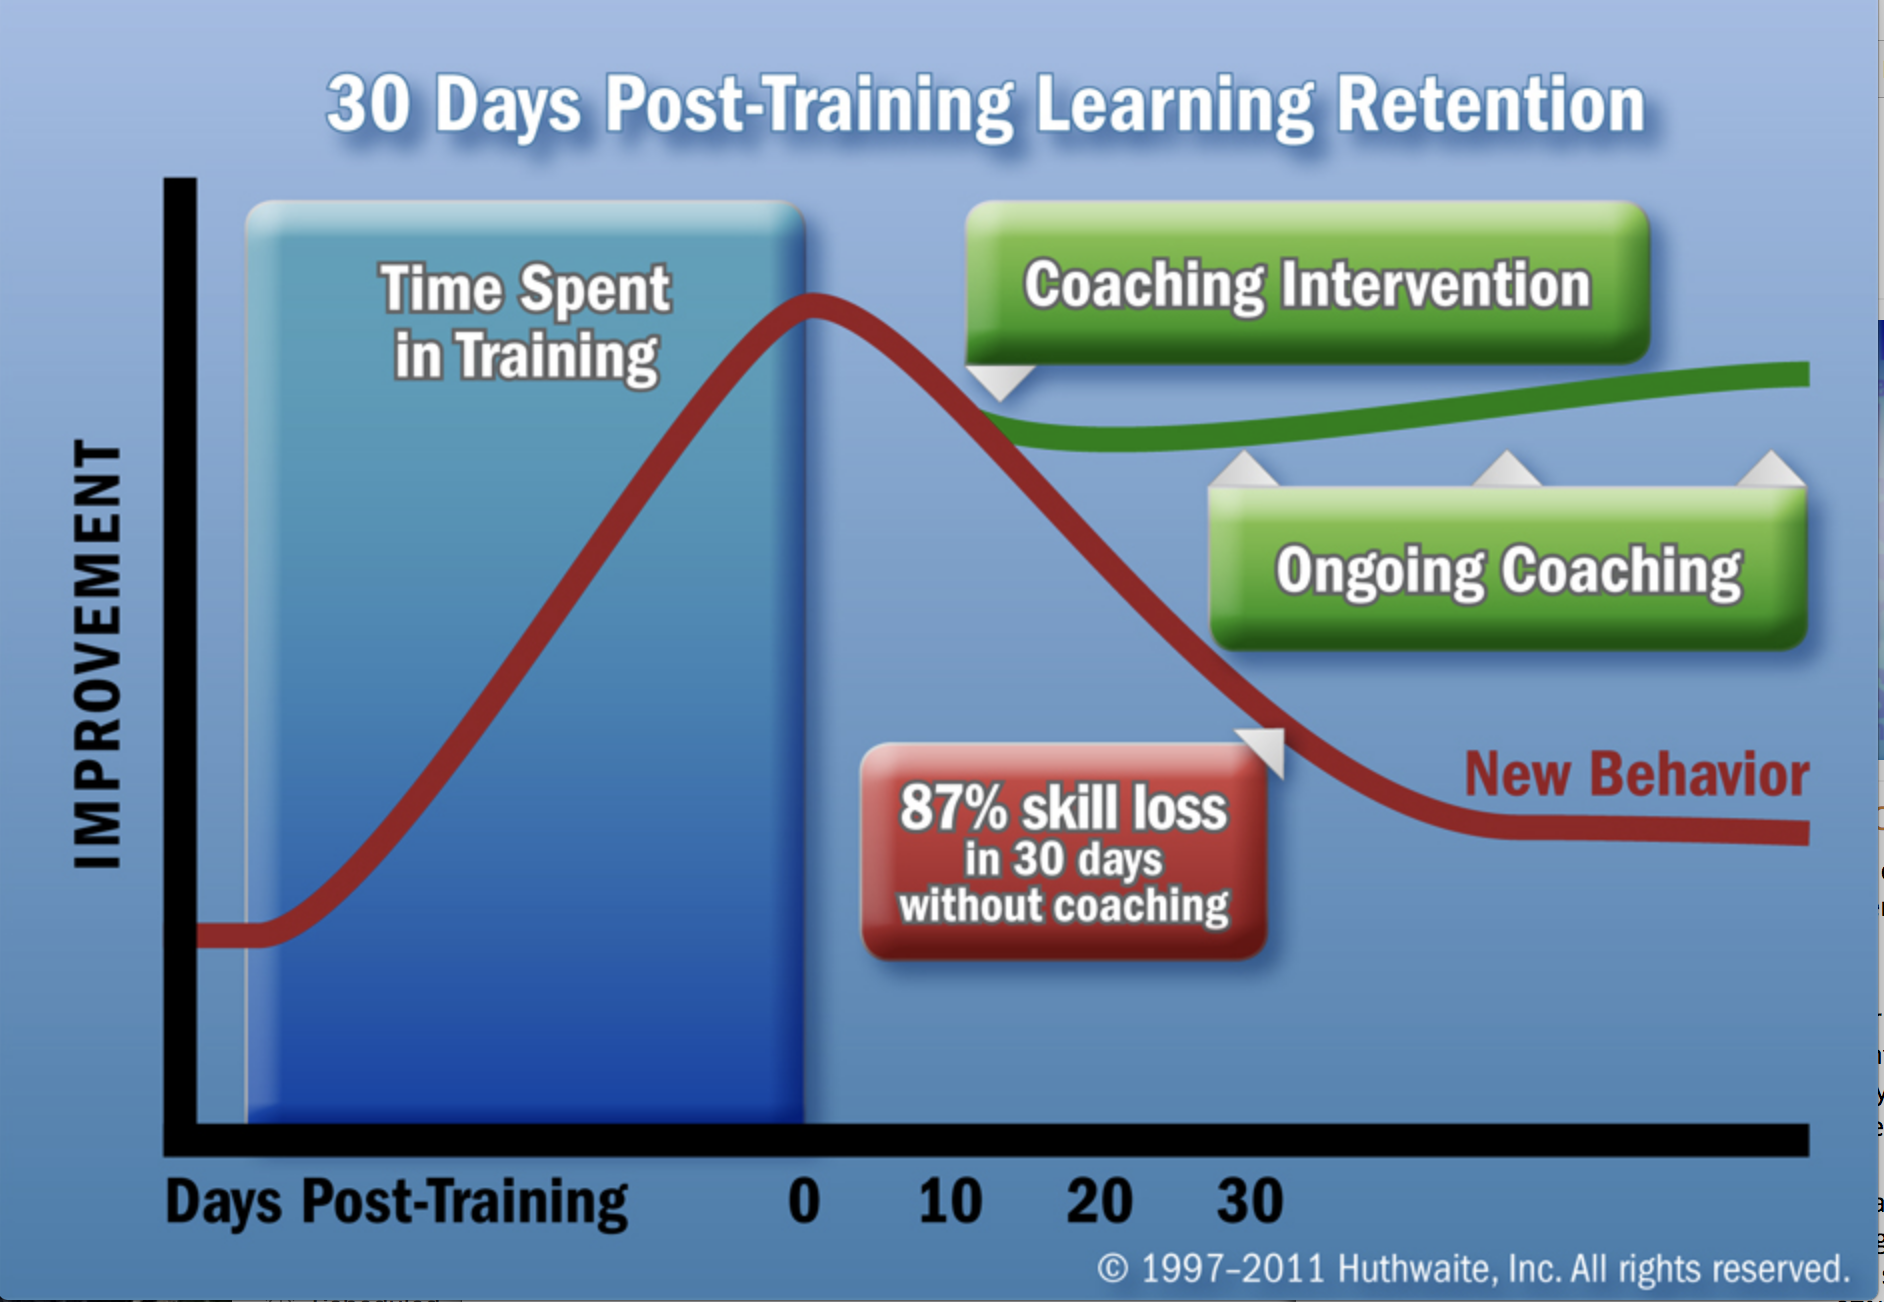 30 Days Post-Training Learning Retention
Time Spent
in Training
Coaching Intervention
Ongoing Coaching
IMPROVEMENT
New Behavior
87% skill loss
in 30 days
without coaching
Days Post-Training 0 10 20 30
© 1997–2011 Huthwaite, Inc. All rights reserved.